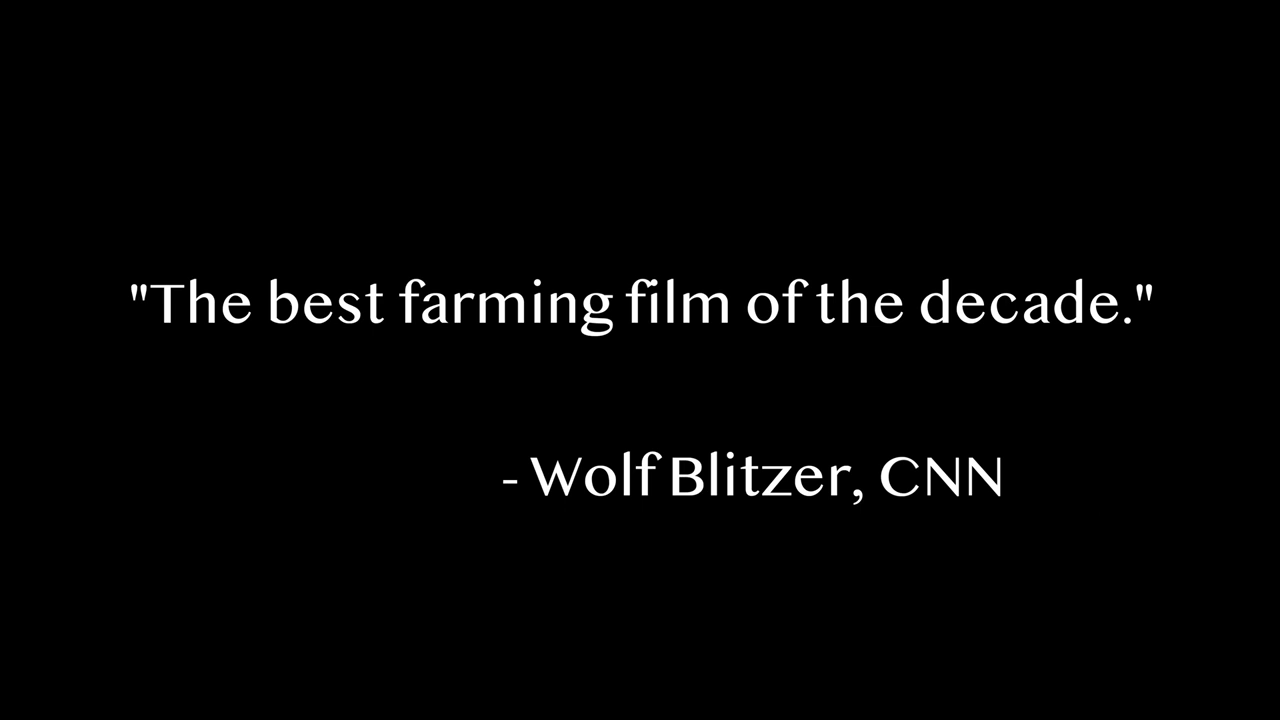 "The best farming film of the decade."
- Wolf Blitzer, CNN